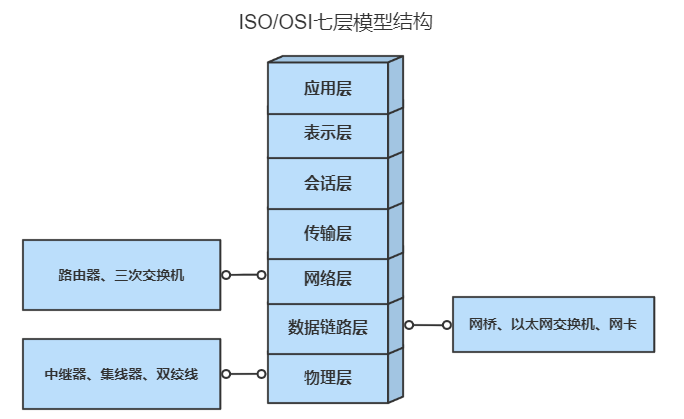 ISO/OSI七层模型结构
应用层
表示层
会话层
传输层
网络层
数据链路层
物理层
路由器、三次交换机
中继器、集线器、双绞线
网桥、以太网交换机、网卡